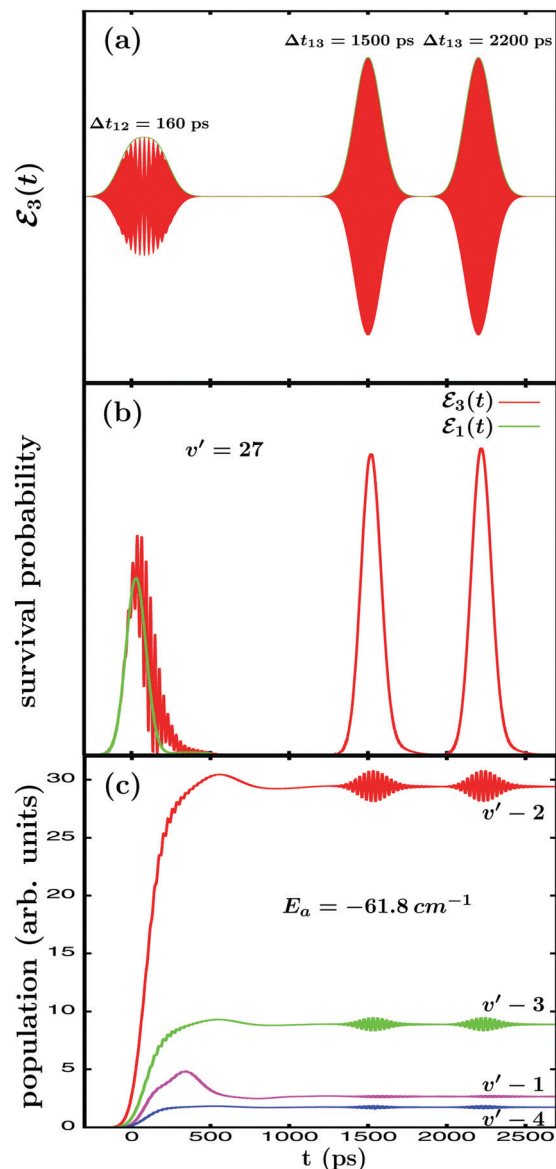 (a)
Δt₁₃ = 1500 ps Δt₁₃ = 2200 ps
Δt₁₂ = 160 ps
ℰ₃(t)
(b)
ℰ₃(t)
ℰ₁(t)
v′ = 27
survival probability
(c)
30
25
20
15
10
5
0
v′ − 2
Eₐ = −61.8 cm⁻¹
v′ − 3
v′ − 1
v′ − 4
population (arb. units)
0 500 1000 1500 2000 2500
t (ps)